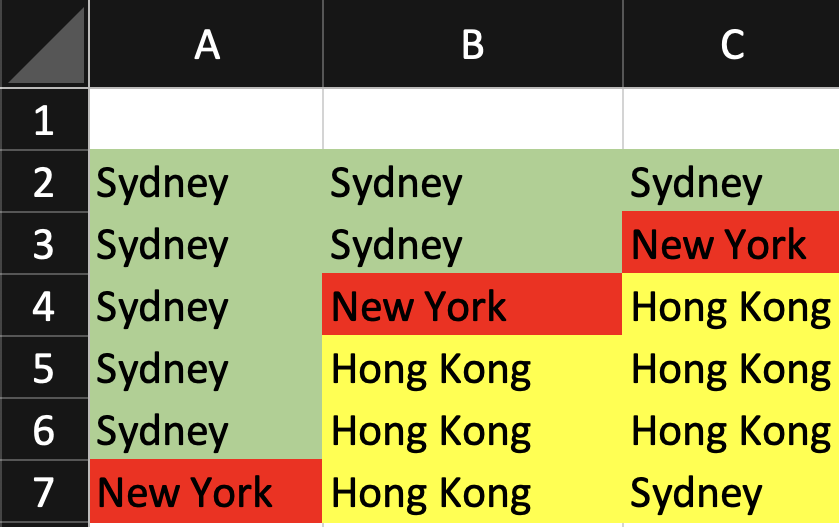 A B C
1
2 Sydney Sydney Sydney
3 Sydney Sydney New York
4 Sydney New York Hong Kong
5 Sydney Hong Kong Hong Kong
6 Sydney Hong Kong Hong Kong
7 New York Hong Kong Sydney